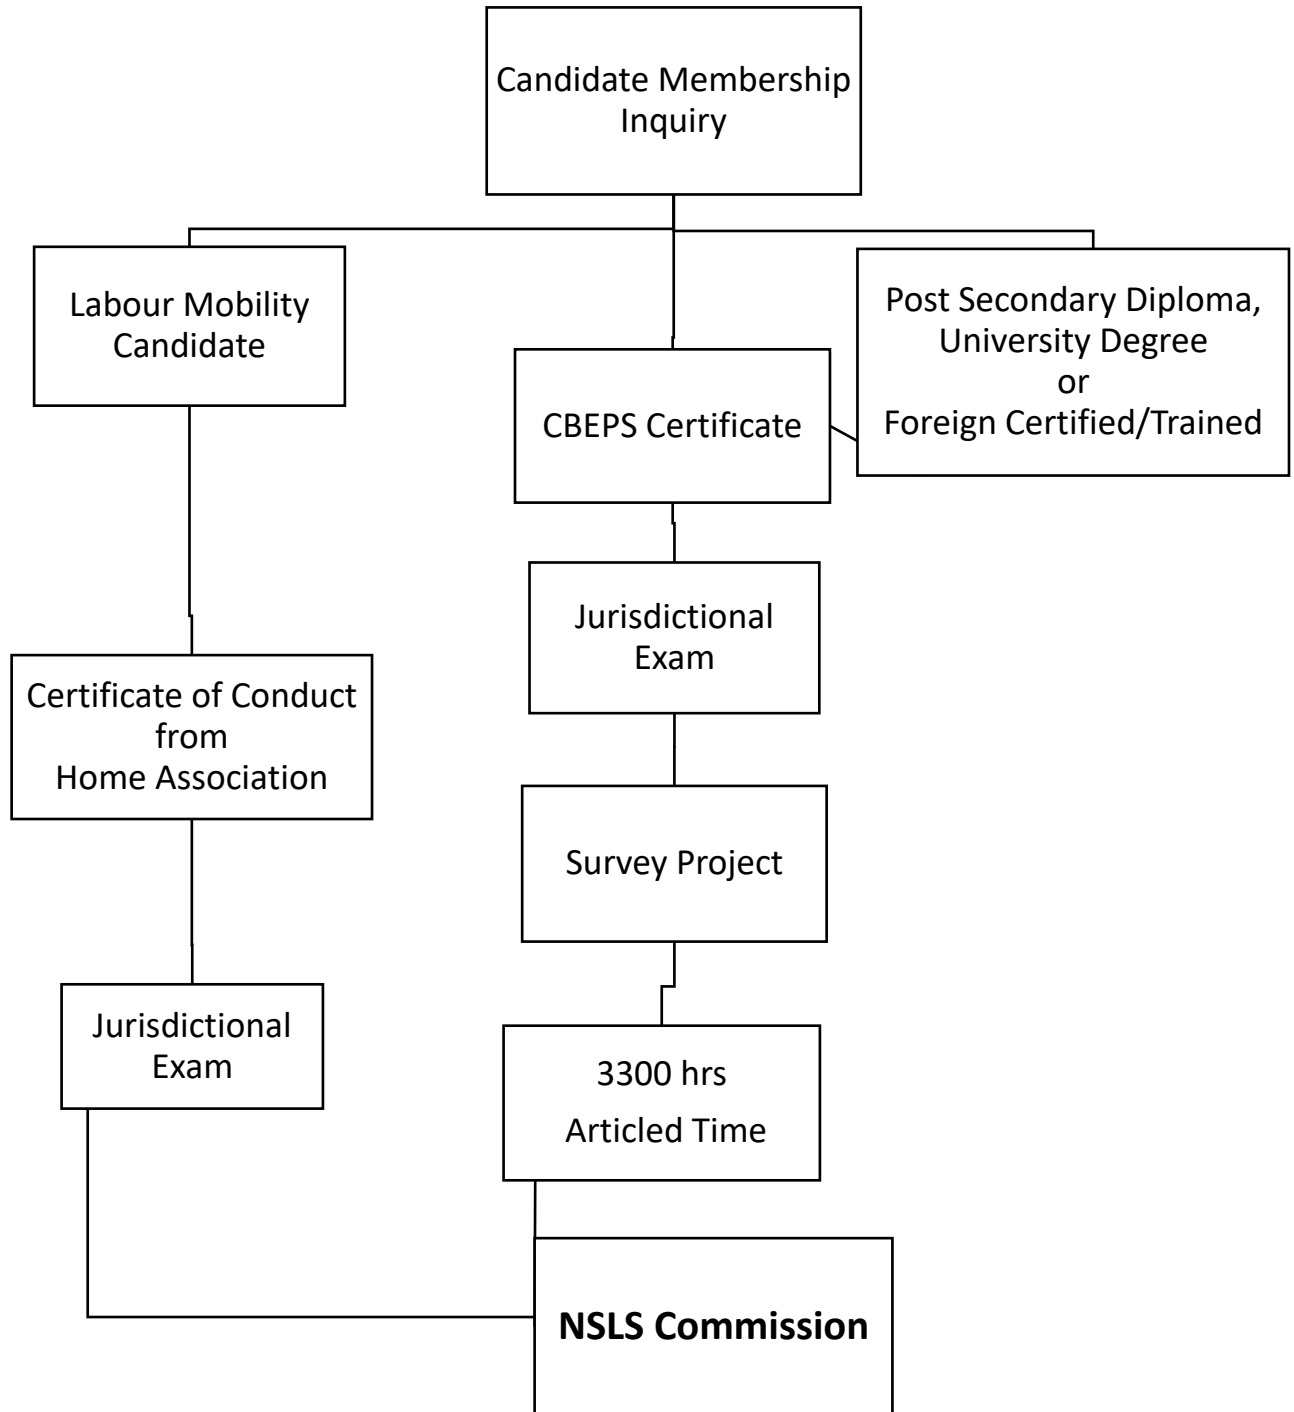 Candidate Membership
Inquiry
Labour Mobility
Candidate
CBEPS Certificate
Post Secondary Diploma,
University Degree
or
Foreign Certified/Trained
Jurisdictional
Exam
Certificate of Conduct
from
Home Association
Survey Project
Jurisdictional
Exam
3300 hrs
Articled Time
NSLS Commission